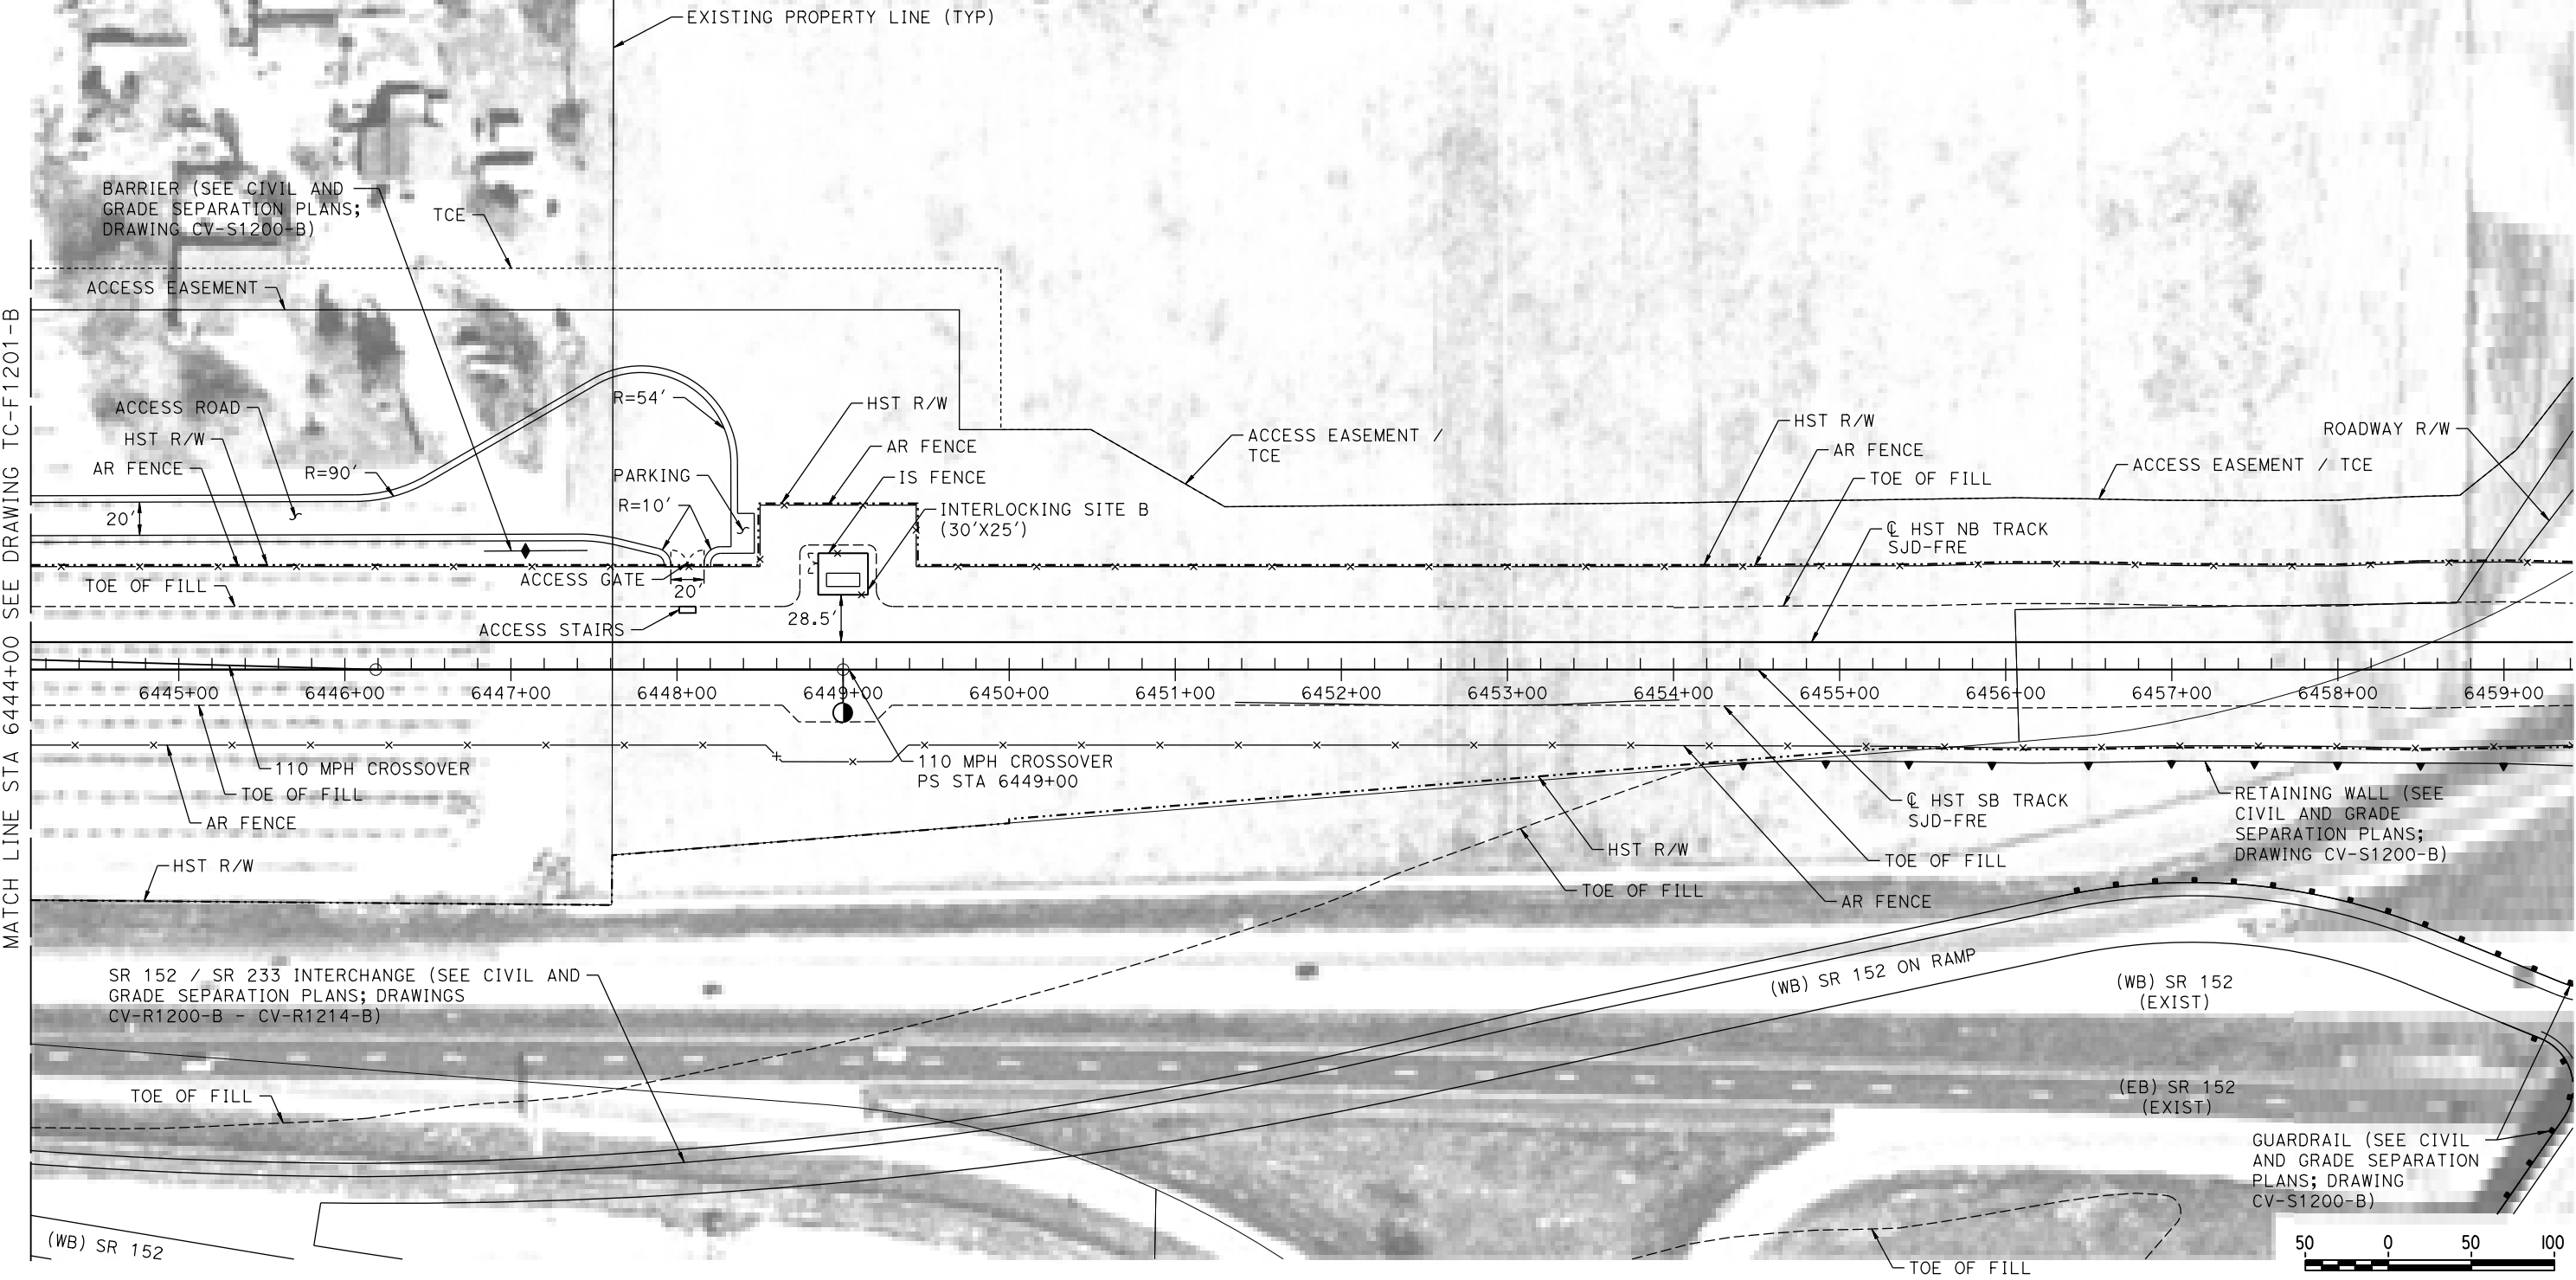 EXISTING PROPERTY LINE (TYP)
BARRIER (SEE CIVIL AND
GRADE SEPARATION PLANS;
DRAWING CV-S1200-B)
TCE
ACCESS EASEMENT
MATCH LINE STA 6444+00 SEE DRAWING TC-F1201-B
ACCESS ROAD
HST R/W
AR FENCE
R=90'
20'
TOE OF FILL
R=54'
PARKING
R=10'
ACCESS GATE
20'
ACCESS STAIRS
HST R/W
AR FENCE
IS FENCE
INTERLOCKING SITE B
(30'X25')
28.5'
ACCESS EASEMENT /
TCE
HST R/W
AR FENCE
TOE OF FILL
℄ HST NB TRACK
SJD-FRE
ROADWAY R/W
ACCESS EASEMENT / TCE
6445+00
6446+00
6447+00
6448+00
6449+00
6450+00
6451+00
6452+00
6453+00
6454+00
6455+00
6456+00
6457+00
6458+00
6459+00
110 MPH CROSSOVER
TOE OF FILL
AR FENCE
HST R/W
110 MPH CROSSOVER
PS STA 6449+00
℄ HST SB TRACK
SJD-FRE
HST R/W
TOE OF FILL
TOE OF FILL
AR FENCE
RETAINING WALL (SEE
CIVIL AND GRADE
SEPARATION PLANS;
DRAWING CV-S1200-B)
SR 152 / SR 233 INTERCHANGE (SEE CIVIL AND
GRADE SEPARATION PLANS; DRAWINGS
CV-R1200-B - CV-R1214-B)
(WB) SR 152 ON RAMP
(WB) SR 152
(EXIST)
TOE OF FILL
(EB) SR 152
(EXIST)
GUARDRAIL (SEE CIVIL
AND GRADE SEPARATION
PLANS; DRAWING
CV-S1200-B)
(WB) SR 152
TOE OF FILL
50 0 50 100